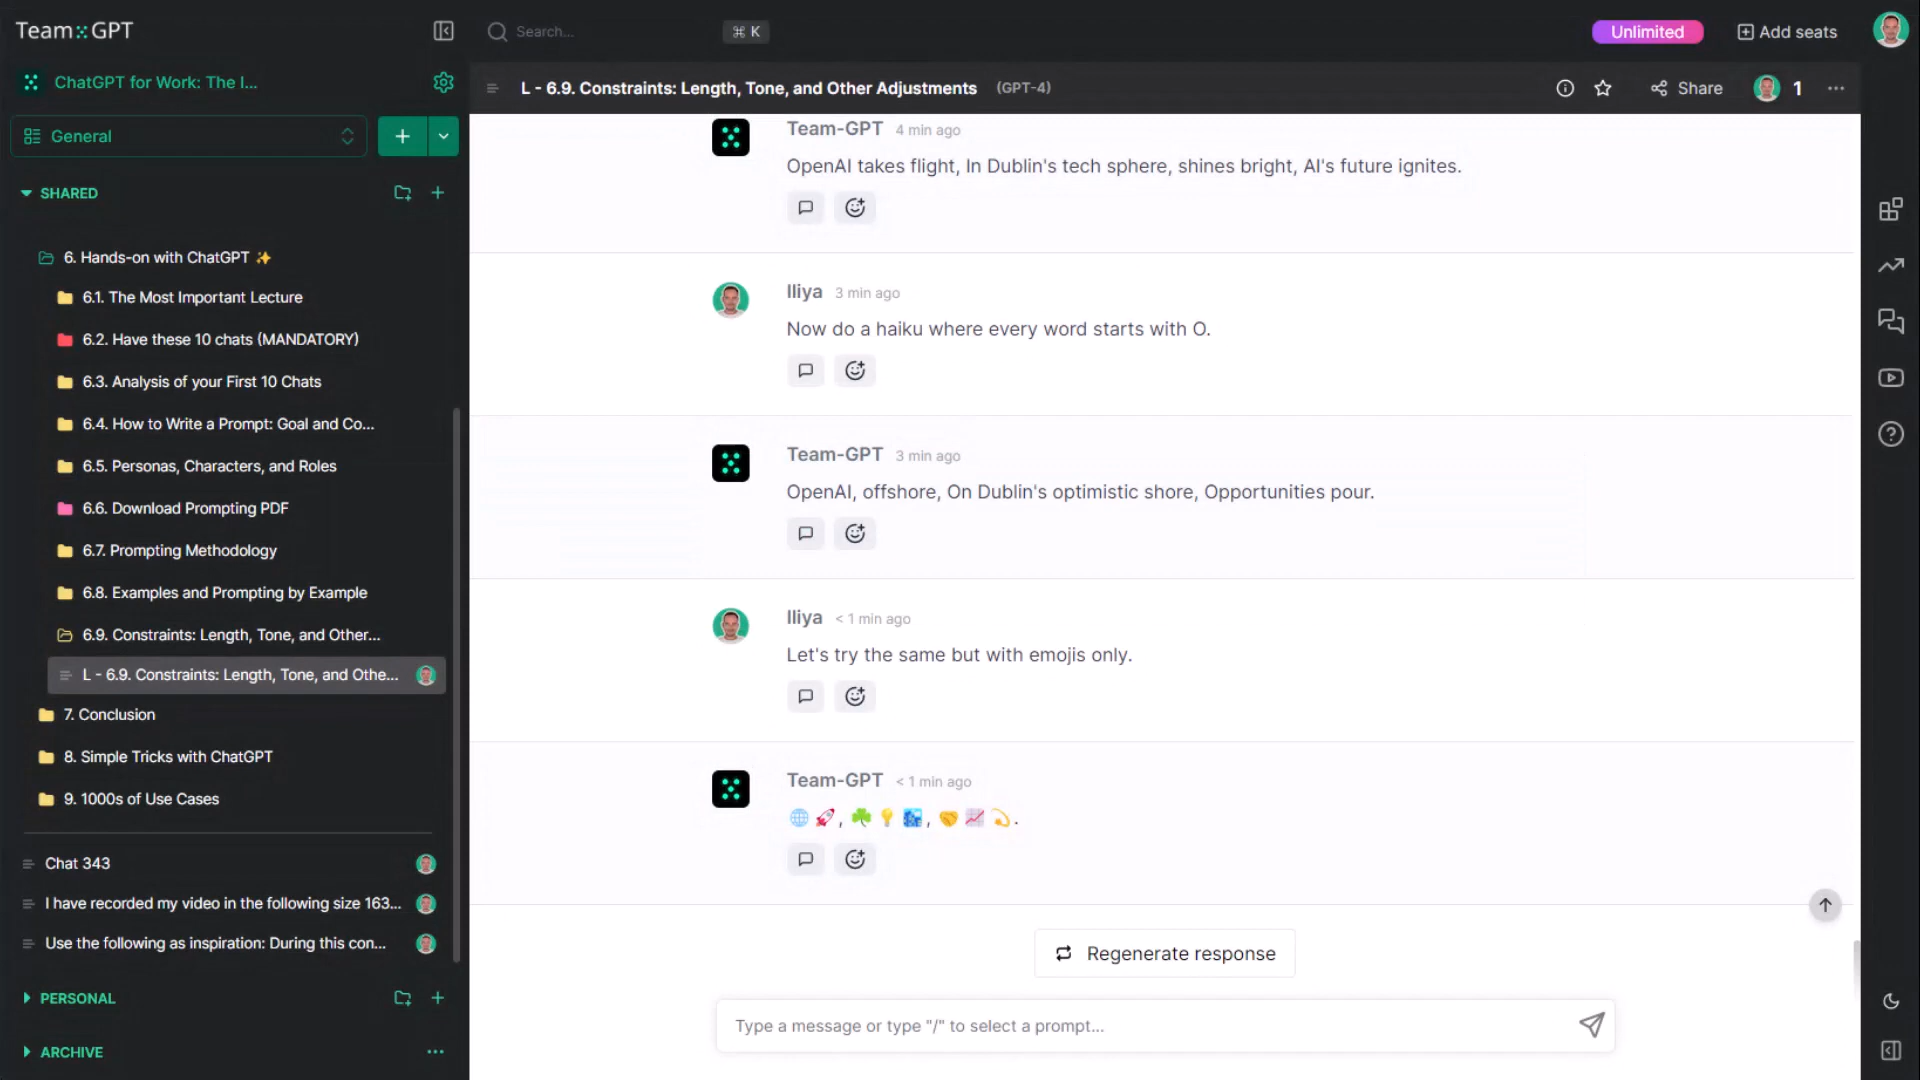 Team GPT
Search...
⌘ K
Unlimited
Add seats
ChatGPT for Work: The I...
L - 6.9. Constraints: Length, Tone, and Other Adjustments
(GPT-4)
Share
1
General
SHARED
6. Hands-on with ChatGPT ✨
6.1. The Most Important Lecture
6.2. Have these 10 chats (MANDATORY)
6.3. Analysis of your First 10 Chats
6.4. How to Write a Prompt: Goal and Co...
6.5. Personas, Characters, and Roles
6.6. Download Prompting PDF
6.7. Prompting Methodology
6.8. Examples and Prompting by Example
6.9. Constraints: Length, Tone, and Other...
L - 6.9. Constraints: Length, Tone, and Othe...
7. Conclusion
8. Simple Tricks with ChatGPT
9. 1000s of Use Cases
Chat 343
I have recorded my video in the following size 163...
Use the following as inspiration: During this con...
PERSONAL
ARCHIVE
Team-GPT 4 min ago
OpenAI takes flight, In Dublin's tech sphere, shines bright, AI's future ignites.
Iliya 3 min ago
Now do a haiku where every word starts with O.
Team-GPT 3 min ago
OpenAI, offshore, On Dublin's optimistic shore, Opportunities pour.
Iliya < 1 min ago
Let's try the same but with emojis only.
Team-GPT < 1 min ago
🌐🚀, ☘️💡🏙️, 🤝📈💫.
Regenerate response
Type a message or type "/" to select a prompt...